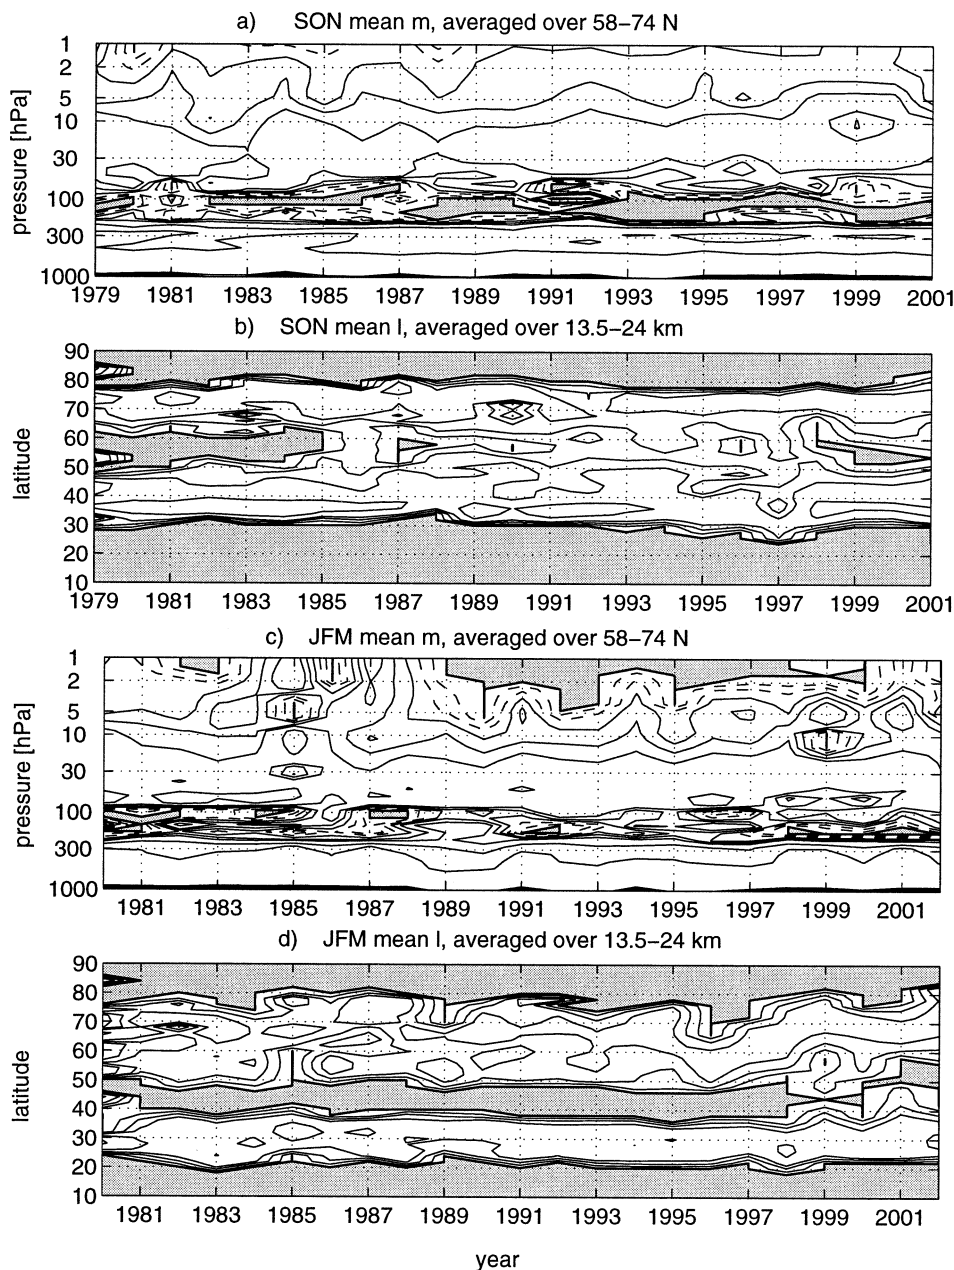 a) SON mean m, averaged over 58–74 N
1
2
5
10
30
100
300
1000
pressure [hPa]
1979 1981 1983 1985 1987 1989 1991 1993 1995 1997 1999 2001
b) SON mean l, averaged over 13.5–24 km
90
80
70
60
50
40
30
20
10
latitude
1979 1981 1983 1985 1987 1989 1991 1993 1995 1997 1999 2001
c) JFM mean m, averaged over 58–74 N
1
2
5
10
30
100
300
1000
pressure [hPa]
1981 1983 1985 1987 1989 1991 1993 1995 1997 1999 2001
d) JFM mean l, averaged over 13.5–24 km
90
80
70
60
50
40
30
20
10
latitude
1981 1983 1985 1987 1989 1991 1993 1995 1997 1999 2001
year